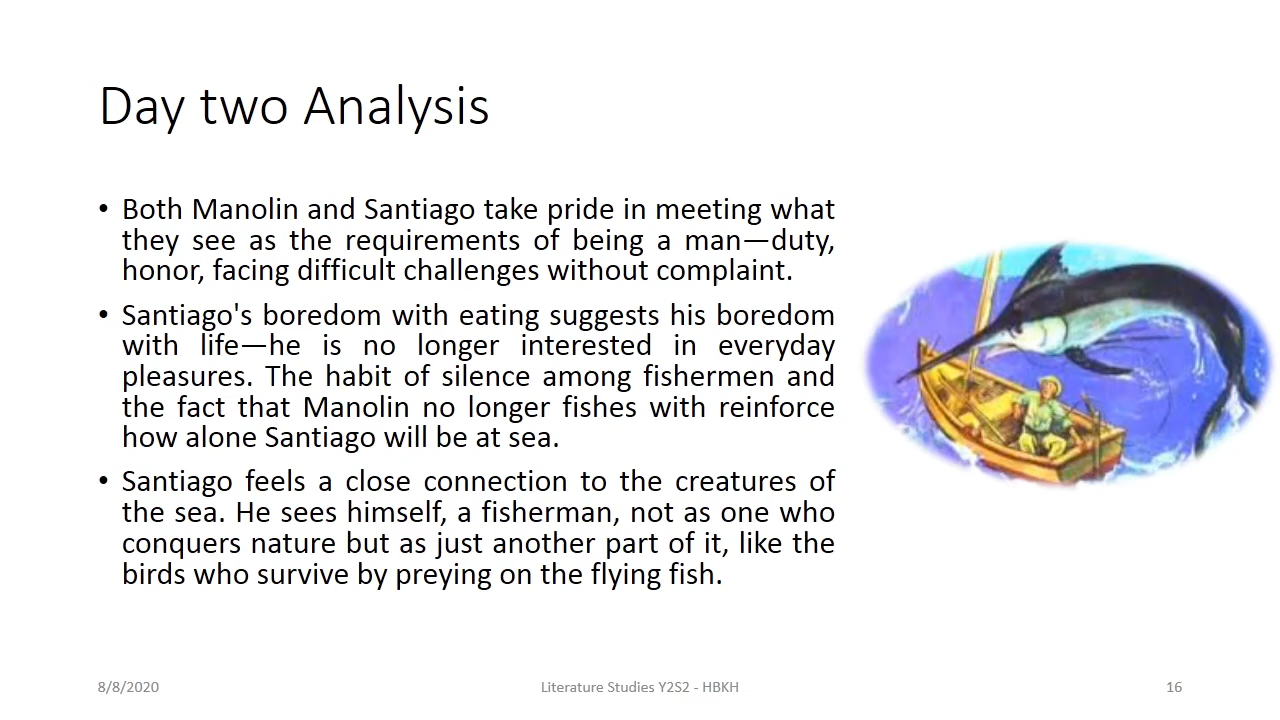 Day two Analysis
• Both Manolin and Santiago take pride in meeting what
they see as the requirements of being a man—duty,
honor, facing difficult challenges without complaint.
• Santiago's boredom with eating suggests his boredom
with life—he is no longer interested in everyday
pleasures. The habit of silence among fishermen and
the fact that Manolin no longer fishes with reinforce
how alone Santiago will be at sea.
• Santiago feels a close connection to the creatures of
the sea. He sees himself, a fisherman, not as one who
conquers nature but as just another part of it, like the
birds who survive by preying on the flying fish.
8/8/2020
Literature Studies Y2S2 - HBKH
16